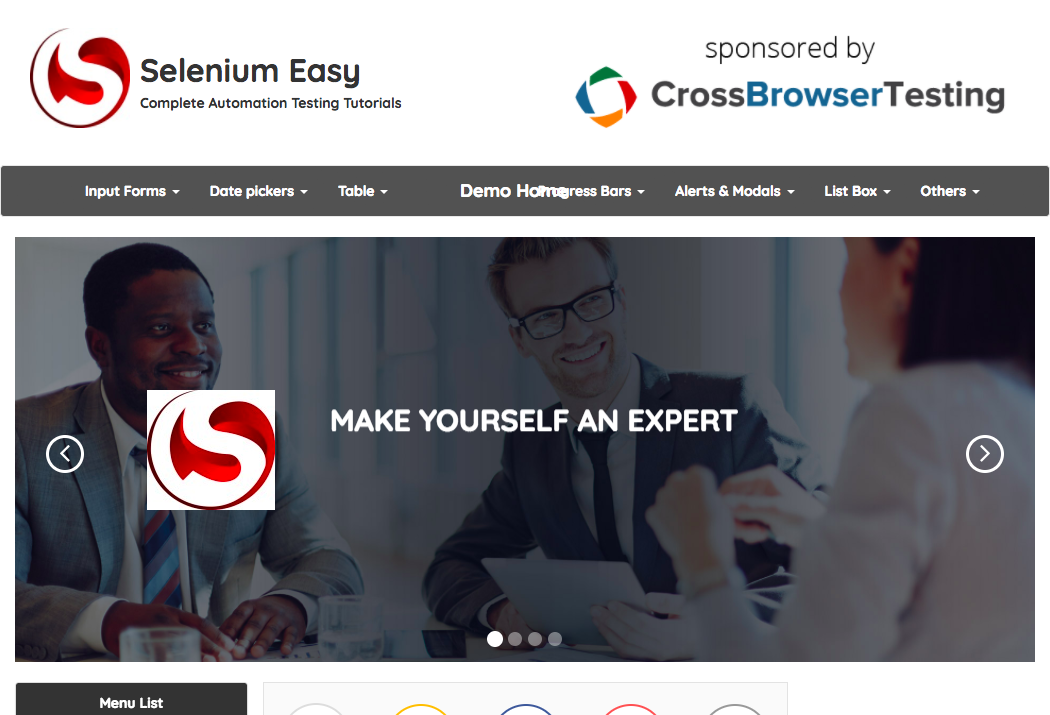 Selenium Easy
Complete Automation Testing Tutorials
sponsored by
CrossBrowserTesting
Input Forms
Date pickers
Table
Demo Home
Progress Bars
Alerts & Modals
List Box
Others
MAKE YOURSELF AN EXPERT
Menu List